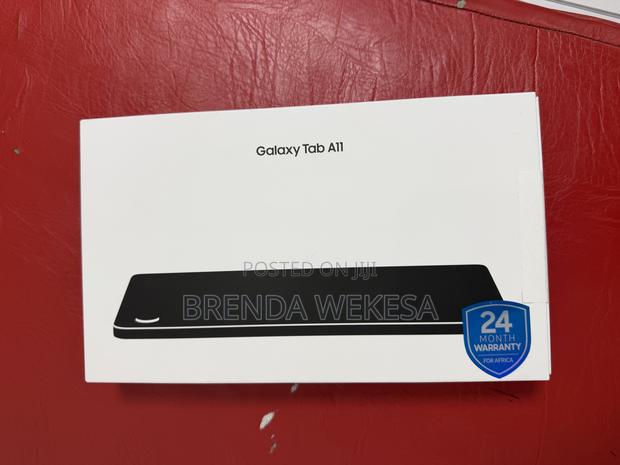 Galaxy Tab A11
POSTED ON JIJI
BRENDA WEKESA
24
MONTH
WARRANTY
FOR AFRICA